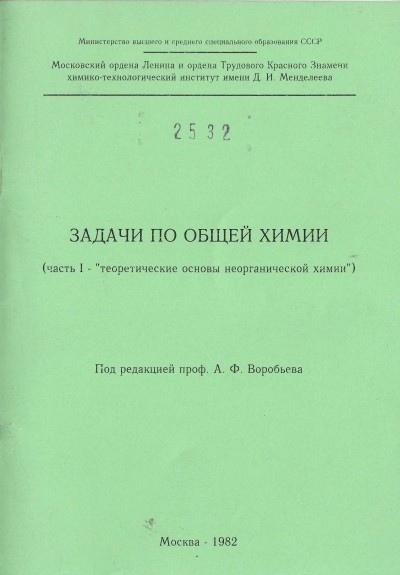 Министерство высшего и среднего специального образования СССР
Московский ордена Ленина и ордена Трудового Красного Знамени
химико-технологический институт имени Д. И. Менделеева
2532
ЗАДАЧИ ПО ОБЩЕЙ ХИМИИ
(часть I - "теоретические основы неорганической химии")
Под редакцией проф. А. Ф. Воробьева
Москва - 1982